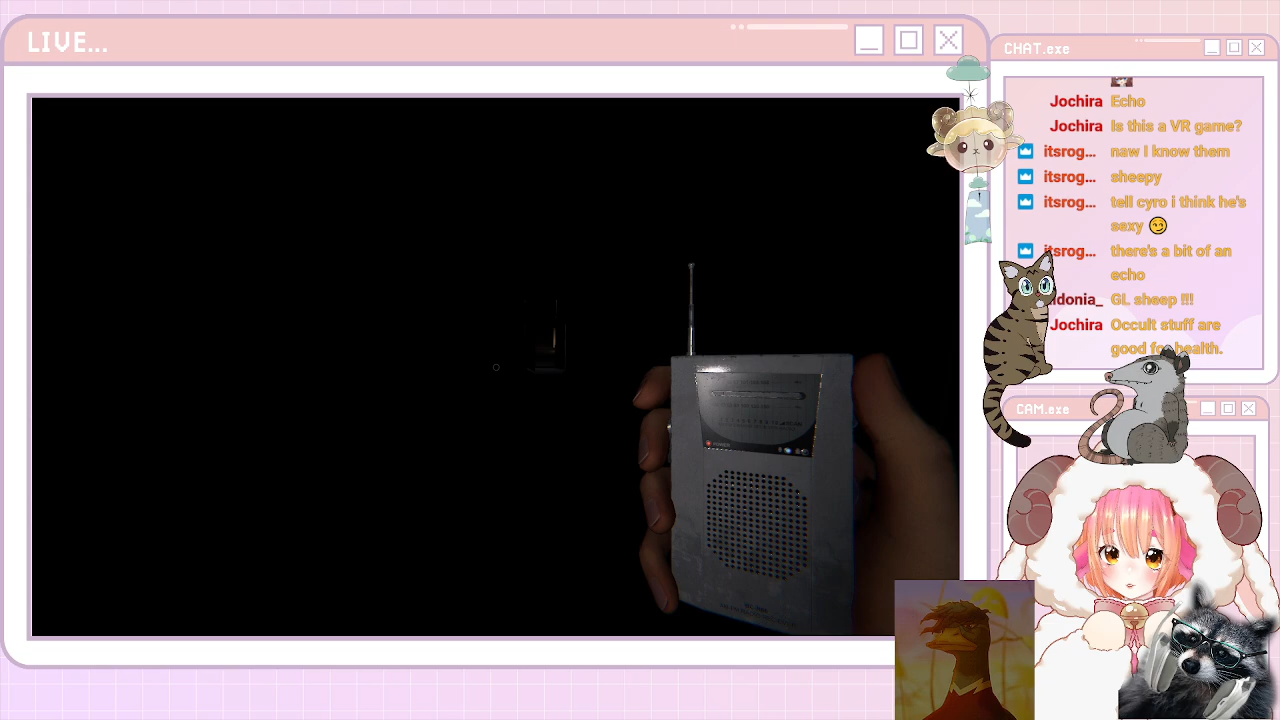 LIVE...
CHAT.exe
Jochira Echo
Jochira Is this a VR game?
itsrog... naw I know them
itsrog... sheepy
itsrog... tell cyro i think he's
sexy 😏
itsrog... there's a bit of an
echo
GL sheep !!!
Jochira Occult stuff are
good for health.
CAM.exe
POWER